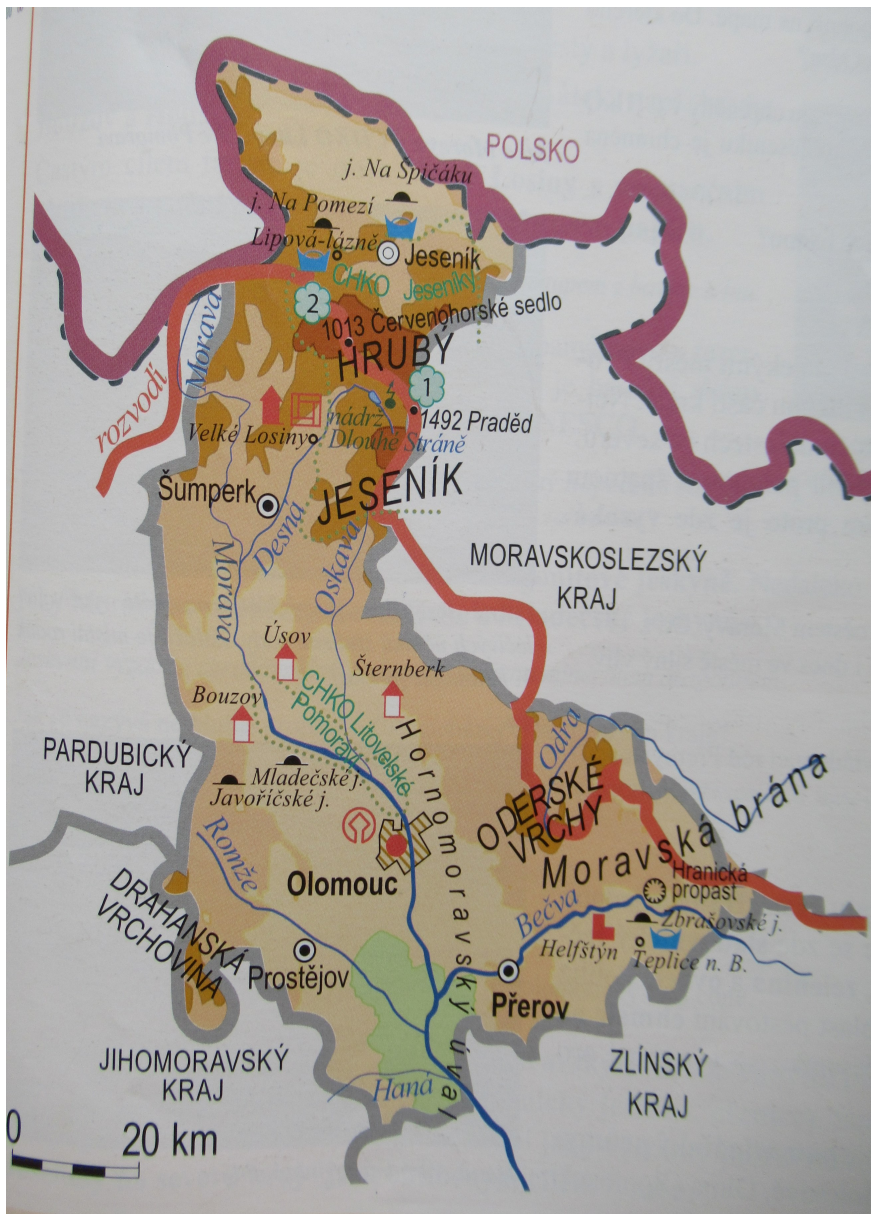 POLSKO
j. Na Špičáku
j. Na Pomezí
Lipová-lázně
Jeseník
CHKO Jeseníky
2
1013 Červenohorské sedlo
HRUBÝ
1
1492 Praděd
rozvodí
Morava
nádrž
Dlouhé Stráně
Velké Losiny
JESENÍK
Šumperk
Desná
Oskava
Morava
MORAVSKOSLEZSKÝ
KRAJ
Úsov
Šternberk
Bouzov
CHKO Litovelské
Pomoraví
Hornomoravský úval
PARDUBICKÝ
KRAJ
Mladečské j.
Javoříčské j.
Odra
ODERSKÉ
VRCHY
Moravská brána
Romže
Olomouc
Hranická
propast
Bečva
Zbrašovské j.
Helfštýn
Teplice n. B.
DRAHANSKÁ
VRCHOVINA
Prostějov
Přerov
JIHOMORAVSKÝ
KRAJ
Haná
ZLÍNSKÝ
KRAJ
0
20 km